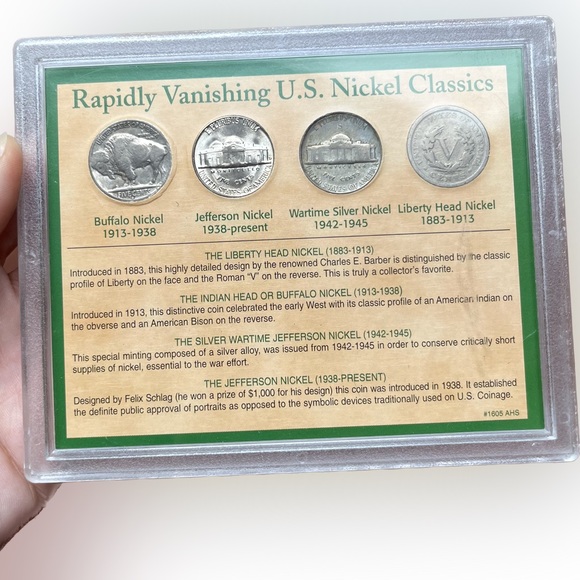 Rapidly Vanishing U.S. Nickel Classics
FIVE CENTS
V
Buffalo Nickel
1913-1938
Jefferson Nickel
1938-present
Wartime Silver Nickel
1942-1945
Liberty Head Nickel
1883-1913
THE LIBERTY HEAD NICKEL (1883-1913)
Introduced in 1883, this highly detailed design by the renowned Charles E. Barber is distinguished by the classic
profile of Liberty on the face and the Roman "V" on the reverse. This is truly a collector's favorite.
THE INDIAN HEAD OR BUFFALO NICKEL (1913-1938)
Introduced in 1913, this distinctive coin celebrated the early West with its classic profile of an American Indian on
the obverse and an American Bison on the reverse.
THE SILVER WARTIME JEFFERSON NICKEL (1942-1945)
This special minting composed of a silver alloy, was issued from 1942-1945 in order to conserve critically short
supplies of nickel, essential to the war effort.
THE JEFFERSON NICKEL (1938-PRESENT)
Designed by Felix Schlag (he won a prize of $1,000 for his design) this coin was introduced in 1938. It established
the definite public approval of portraits as opposed to the symbolic devices traditionally used on U.S. Coinage.
#1605 AHS